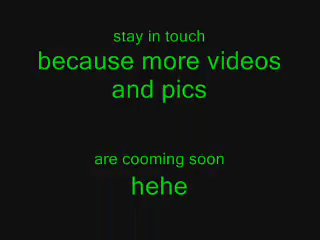 stay in touch
because more videos
and pics
are cooming soon
hehe